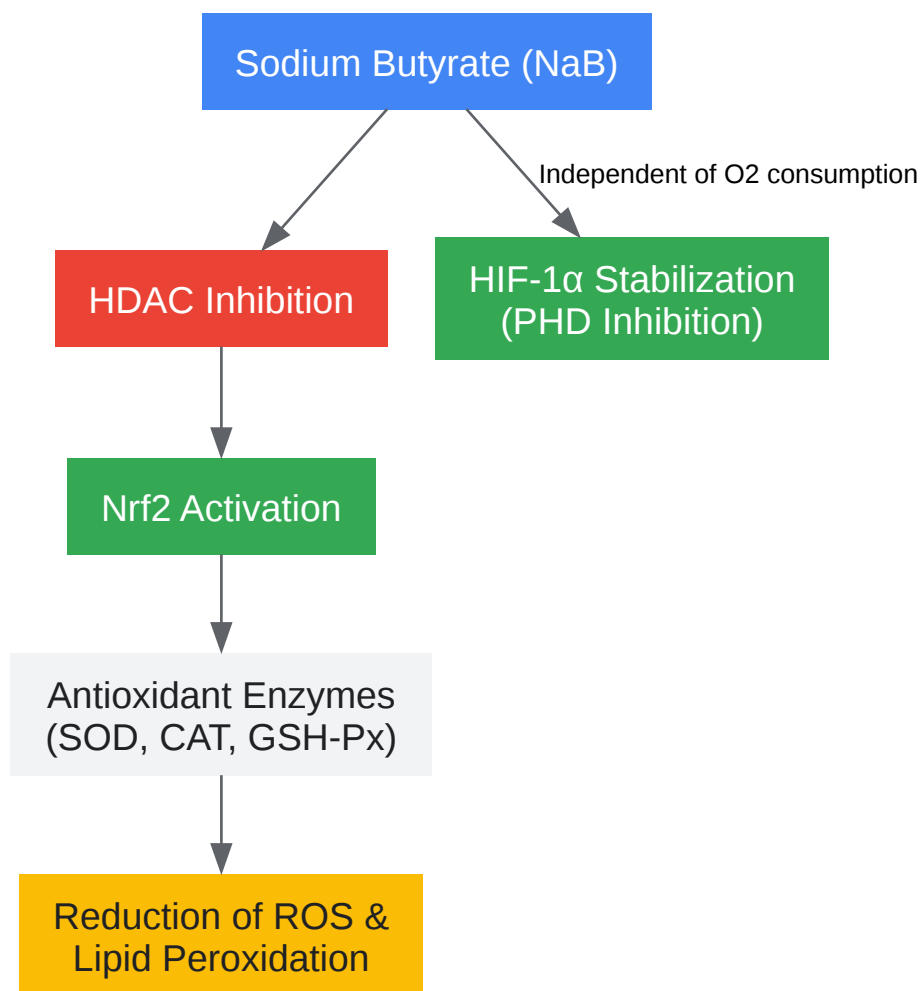 Sodium Butyrate (NaB)
Independent of O2 consumption
HDAC Inhibition
HIF-1α Stabilization
(PHD Inhibition)
Nrf2 Activation
Antioxidant Enzymes
(SOD, CAT, GSH-Px)
Reduction of ROS &
Lipid Peroxidation